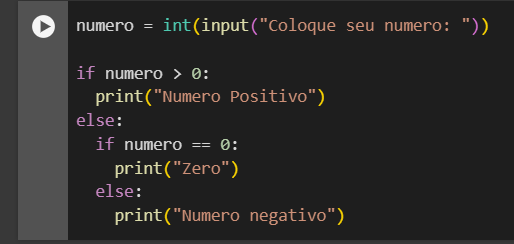 numero = int(input("Coloque seu numero: "))

if numero > 0:
  print("Numero Positivo")
else:
  if numero == 0:
    print("Zero")
  else:
    print("Numero negativo")